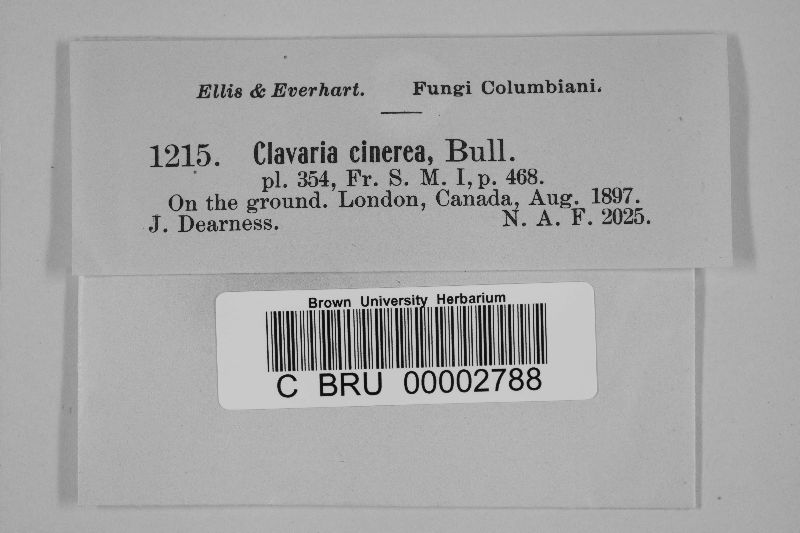 Ellis & Everhart. Fungi Columbiani.
1215. Clavaria cinerea, Bull.
pl. 354, Fr. S. M. I, p. 468.
On the ground. London, Canada, Aug. 1897.
J. Dearness. N. A. F. 2025.
Brown University Herbarium
C BRU 00002788